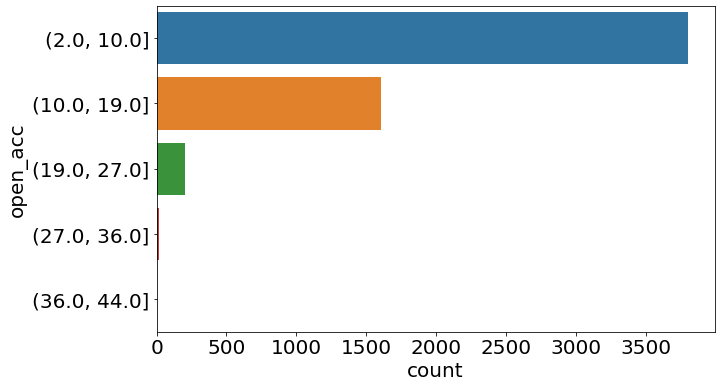 (2.0, 10.0]
(10.0, 19.0]
(19.0, 27.0]
(27.0, 36.0]
(36.0, 44.0]
open_acc
0 500 1000 1500 2000 2500 3000 3500
count